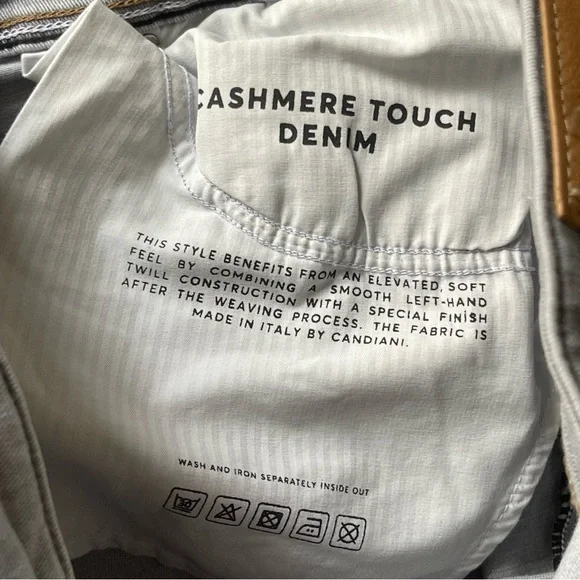 CASHMERE TOUCH
DENIM
THIS STYLE BENEFITS FROM AN ELEVATED, SOFT
FEEL BY COMBINING A SMOOTH LEFT-HAND
TWILL CONSTRUCTION WITH A SPECIAL FINISH
AFTER THE WEAVING PROCESS. THE FABRIC IS
MADE IN ITALY BY CANDIANI.
WASH AND IRON SEPARATELY INSIDE OUT